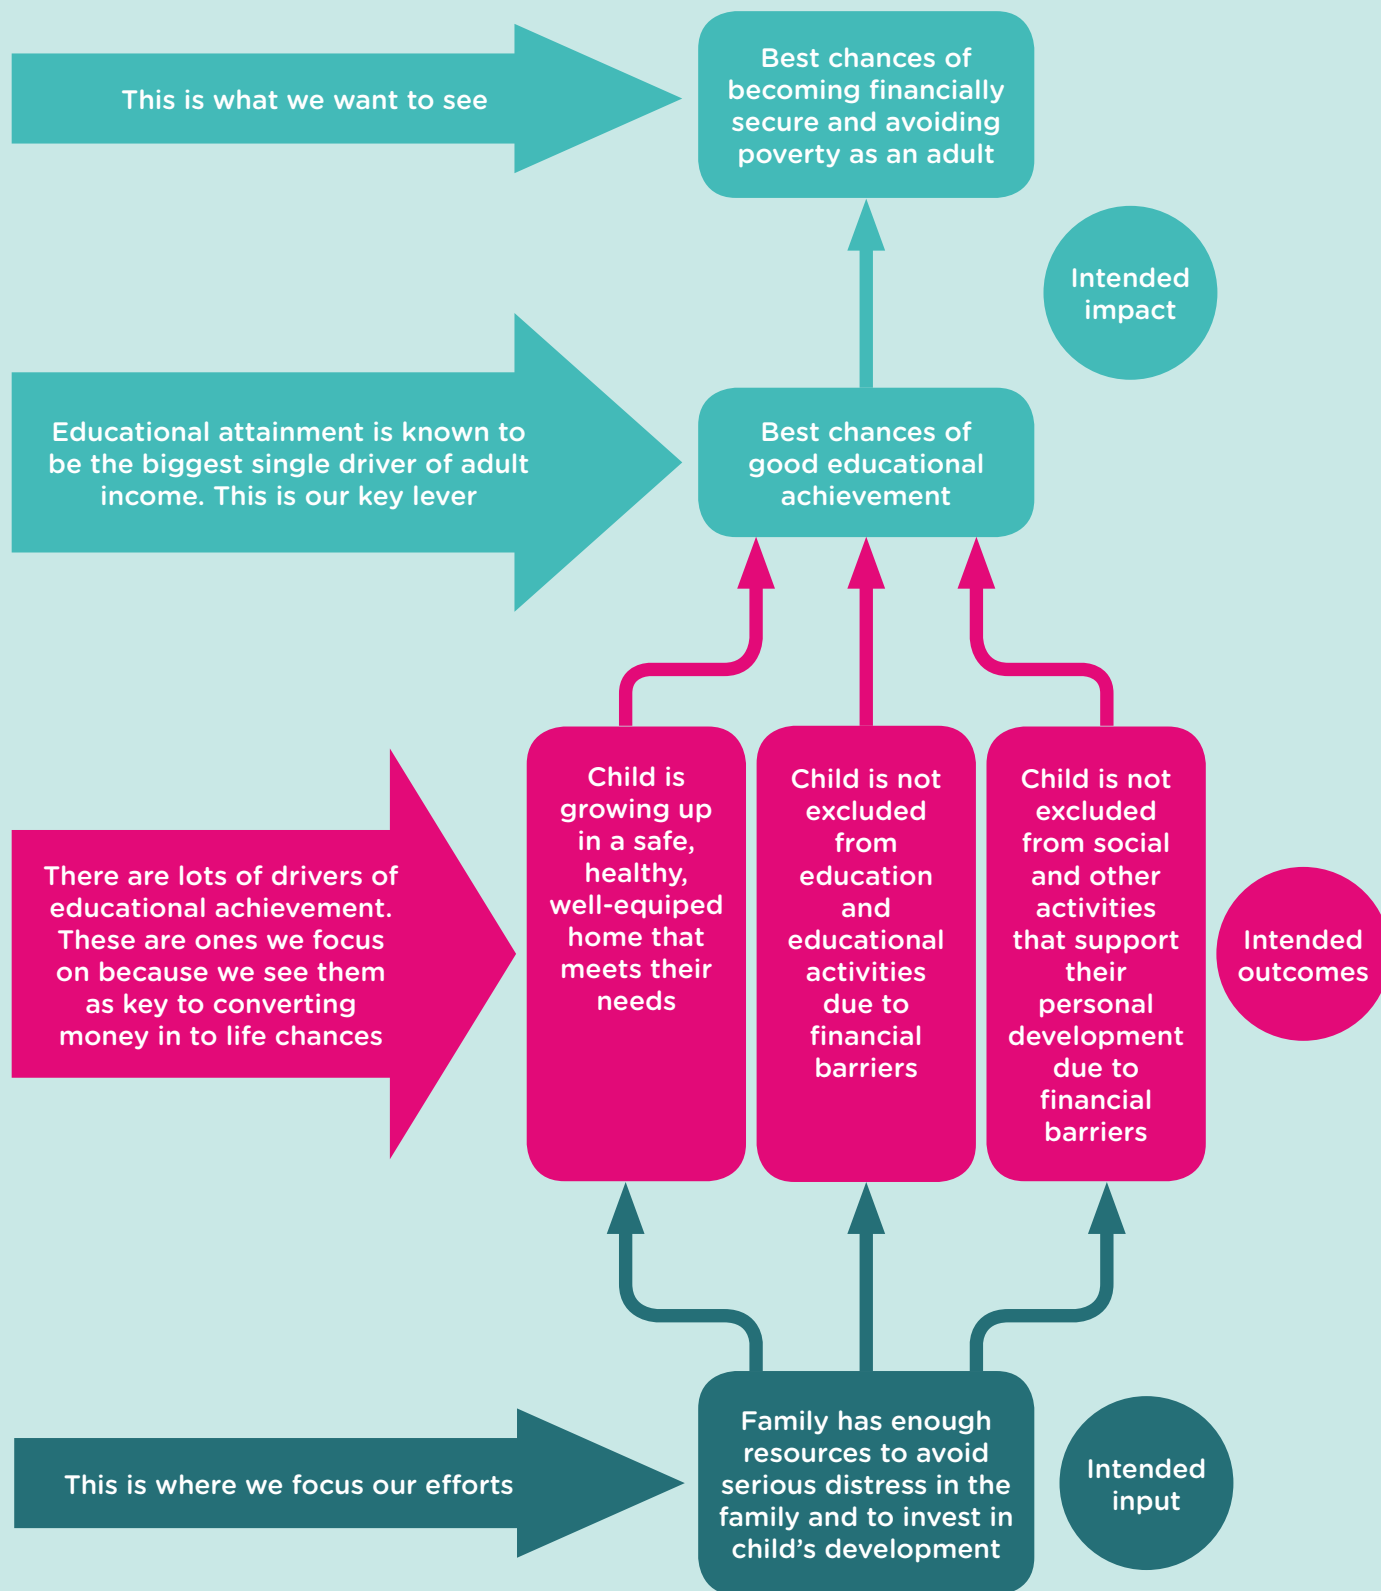 This is what we want to see
Best chances of
becoming financially
secure and avoiding
poverty as an adult
Intended
impact
Educational attainment is known to
be the biggest single driver of adult
income. This is our key lever
Best chances of
good educational
achievement
There are lots of drivers of
educational achievement.
These are ones we focus
on because we see them
as key to converting
money in to life chances
Child is
growing up
in a safe,
healthy,
well-equiped
home that
meets their
needs
Child is not
excluded
from
education
and
educational
activities
due to
financial
barriers
Child is not
excluded
from social
and other
activities
that support
their
personal
development
due to
financial
barriers
Intended
outcomes
This is where we focus our efforts
Family has enough
resources to avoid
serious distress in the
family and to invest in
child’s development
Intended
input